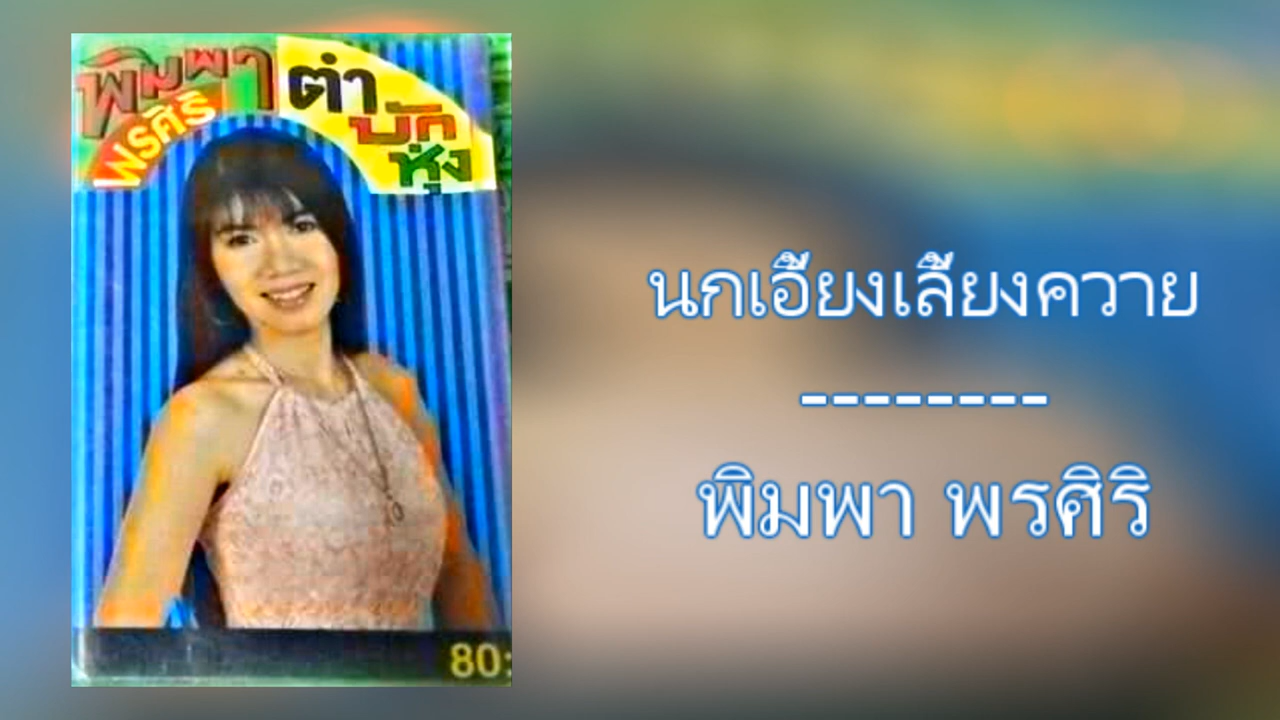 พิมพา
พรศิริ
ตำ
บัก
หุ่ง
80:
นกเอี้ยงเลี้ยงควาย
--------
พิมพา พรศิริ